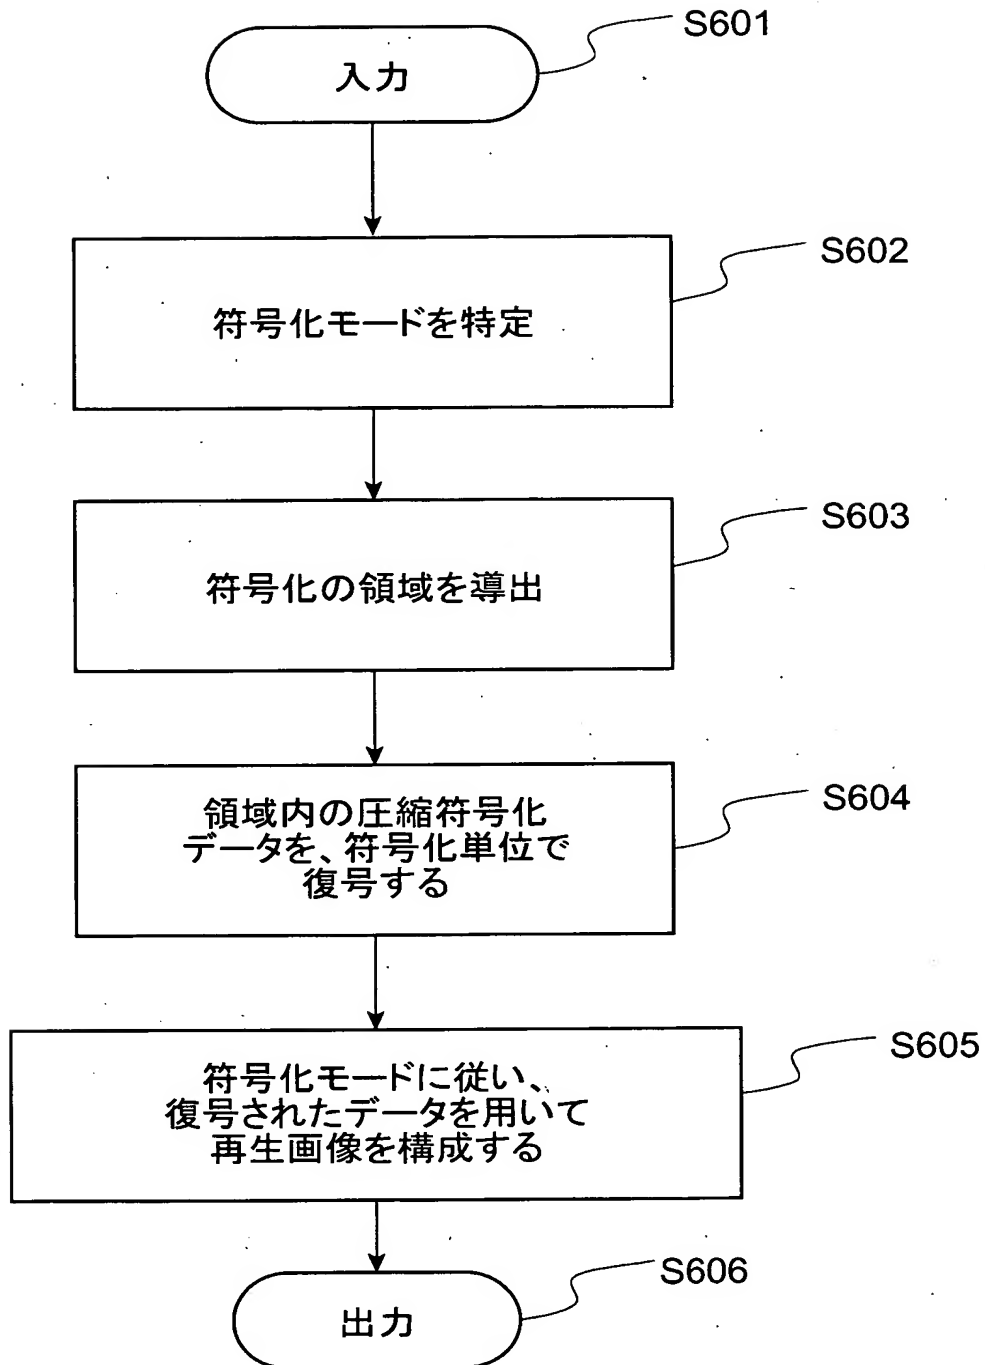 S601
入力
S602
符号化モードを特定
S603
符号化の領域を導出
S604
領域内の圧縮符号化
データを、符号化単位で
復号する
S605
符号化モードに従い、
復号されたデータを用いて
再生画像を構成する
S606
出力